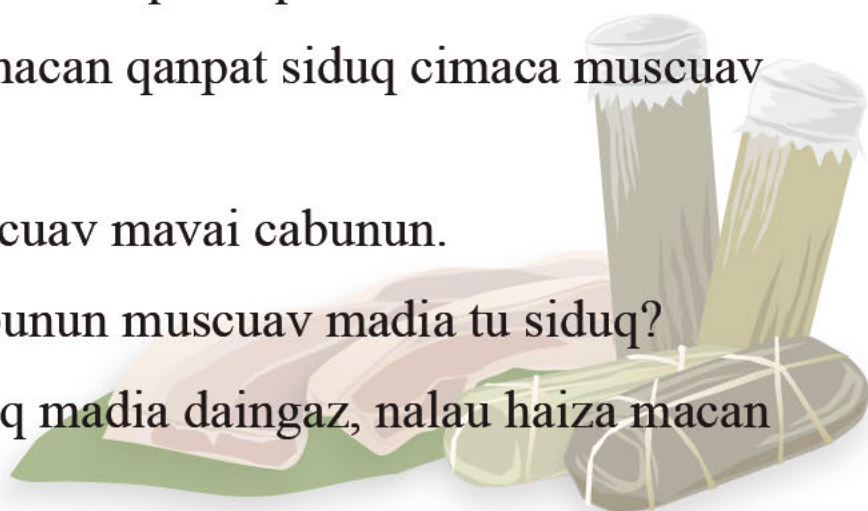 macan qanpat siduq cimaca muscuav
cuav mavai cabunun.
unun muscuav madia tu siduq?
q madia daingaz, nalau haiza macan